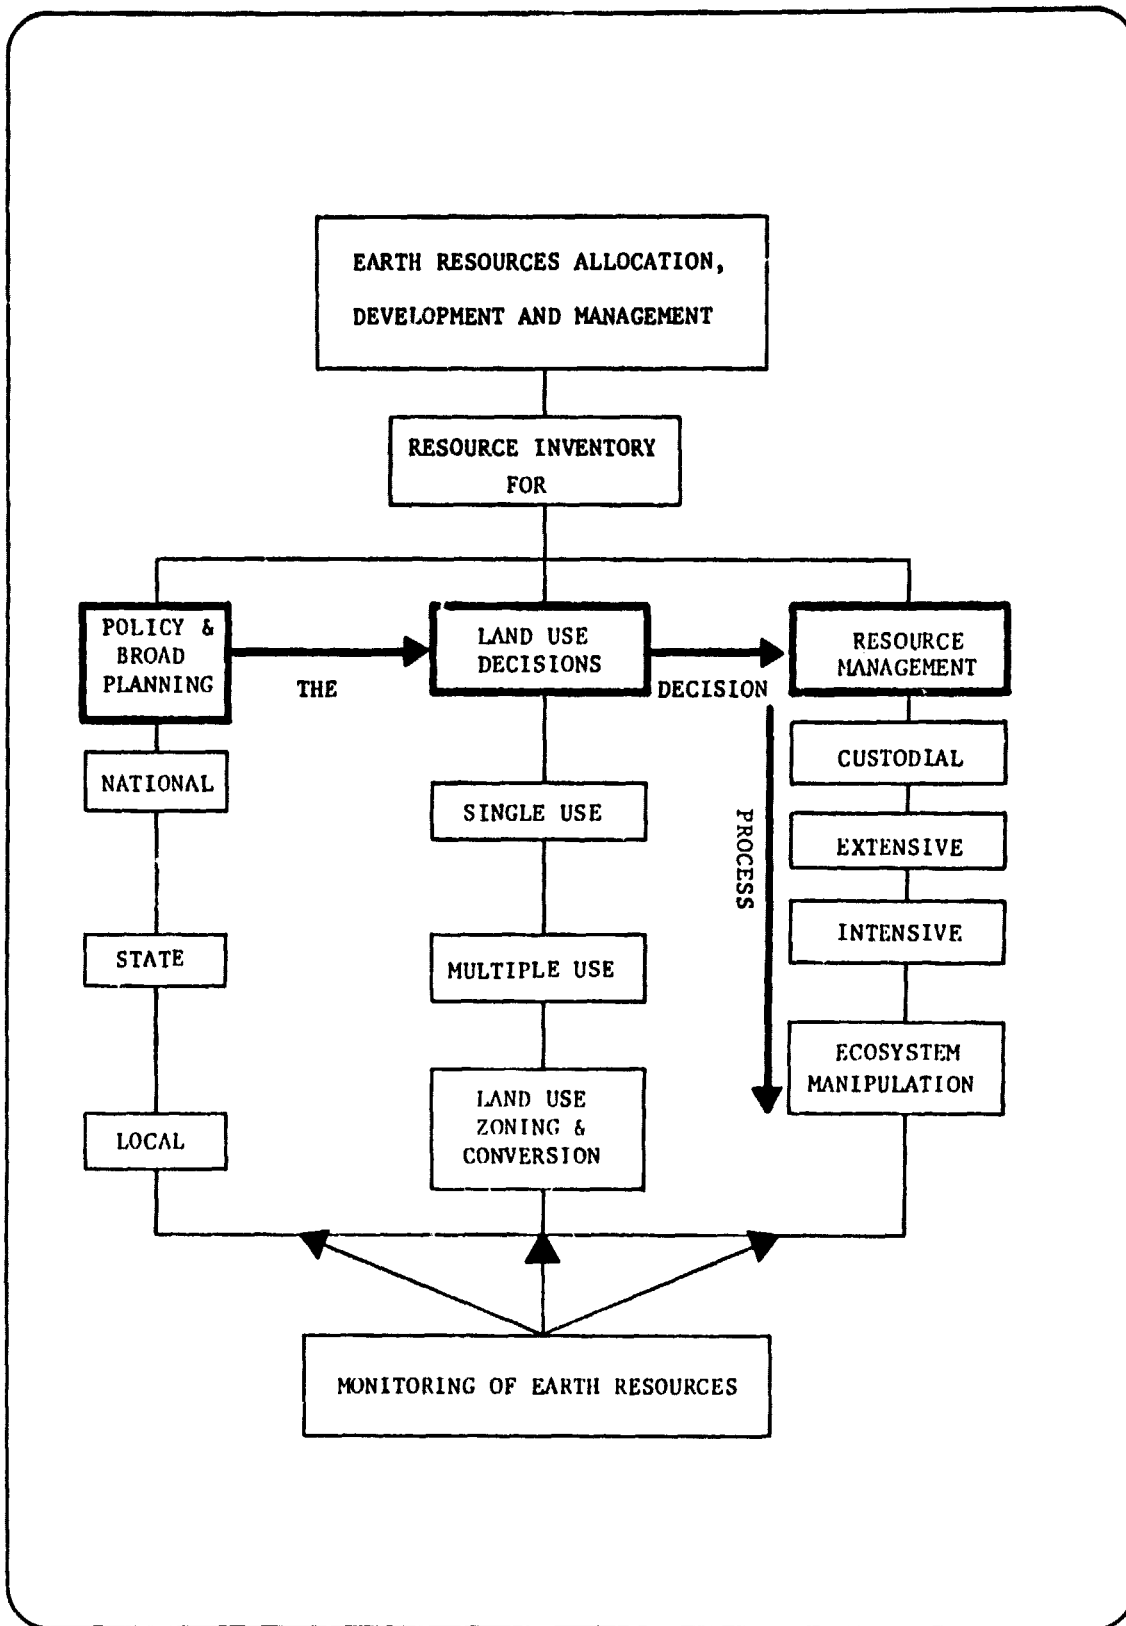 EARTH RESOURCES ALLOCATION,
DEVELOPMENT AND MANAGEMENT
RESOURCE INVENTORY
FOR
POLICY &
BROAD
PLANNING
THE
LAND USE
DECISIONS
DECISION
RESOURCE
MANAGEMENT
PROCESS
NATIONAL
STATE
LOCAL
SINGLE USE
MULTIPLE USE
LAND USE
ZONING &
CONVERSION
CUSTODIAL
EXTENSIVE
INTENSIVE
ECOSYSTEM
MANIPULATION
MONITORING OF EARTH RESOURCES